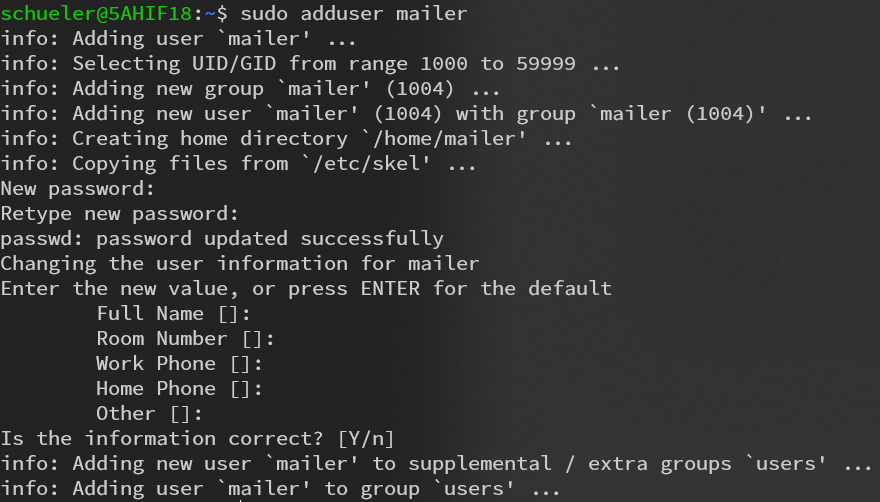 schueler@5AHIF18:~$ sudo adduser mailer
info: Adding user `mailer' ...
info: Selecting UID/GID from range 1000 to 59999 ...
info: Adding new group `mailer' (1004) ...
info: Adding new user `mailer' (1004) with group `mailer (1004)' ...
info: Creating home directory `/home/mailer' ...
info: Copying files from `/etc/skel' ...
New password:
Retype new password:
passwd: password updated successfully
Changing the user information for mailer
Enter the new value, or press ENTER for the default
        Full Name []:
        Room Number []:
        Work Phone []:
        Home Phone []:
        Other []:
Is the information correct? [Y/n]
info: Adding new user `mailer' to supplemental / extra groups `users' ...
info: Adding user `mailer' to group `users' ...